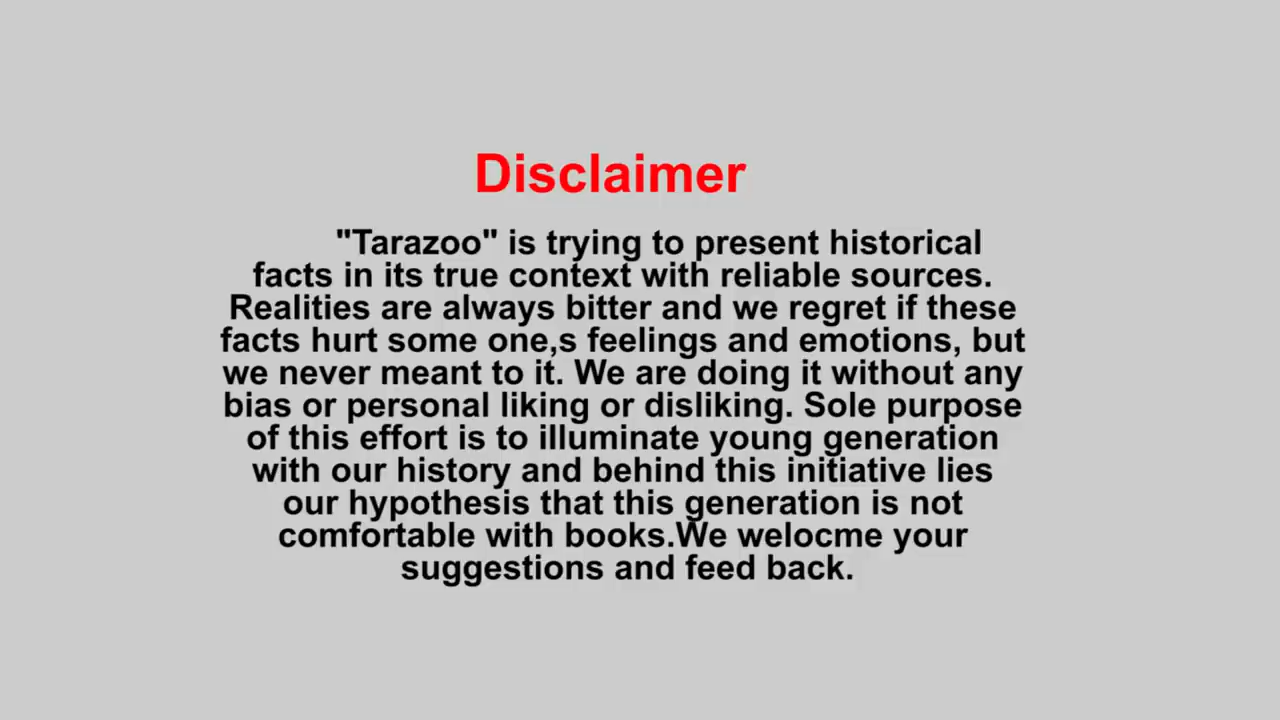 Disclaimer
"Tarazoo" is trying to present historical
facts in its true context with reliable sources.
Realities are always bitter and we regret if these
facts hurt some one,s feelings and emotions, but
we never meant to it. We are doing it without any
bias or personal liking or disliking. Sole purpose
of this effort is to illuminate young generation
with our history and behind this initiative lies
our hypothesis that this generation is not
comfortable with books.We welocme your
suggestions and feed back.